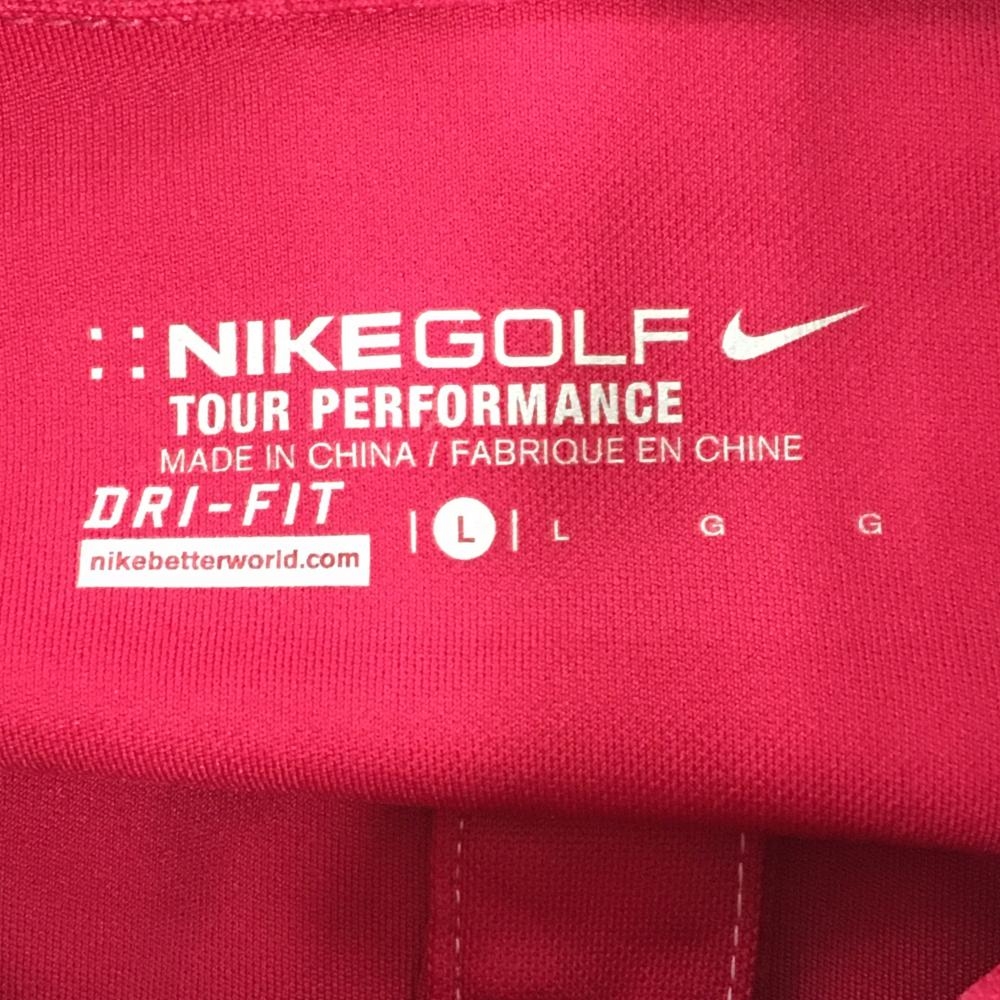 NIKEGOLF
TOUR PERFORMANCE
MADE IN CHINA / FABRIQUE EN CHINE
DRI-FIT
nikebetterworld.com
| L | L G G